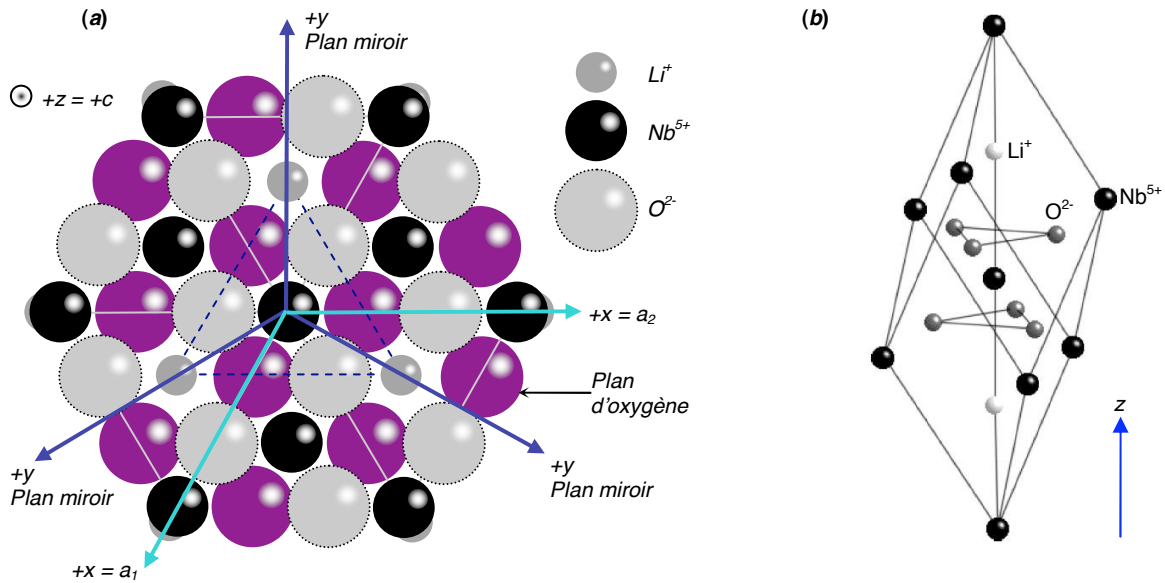 (a)
+y
Plan miroir
+z = +c
Li+
Nb5+
O2-
+x = a2
Plan
d'oxygène
+y
Plan miroir
+y
Plan miroir
+x = a1
(b)
Li+
Nb5+
O2-
z